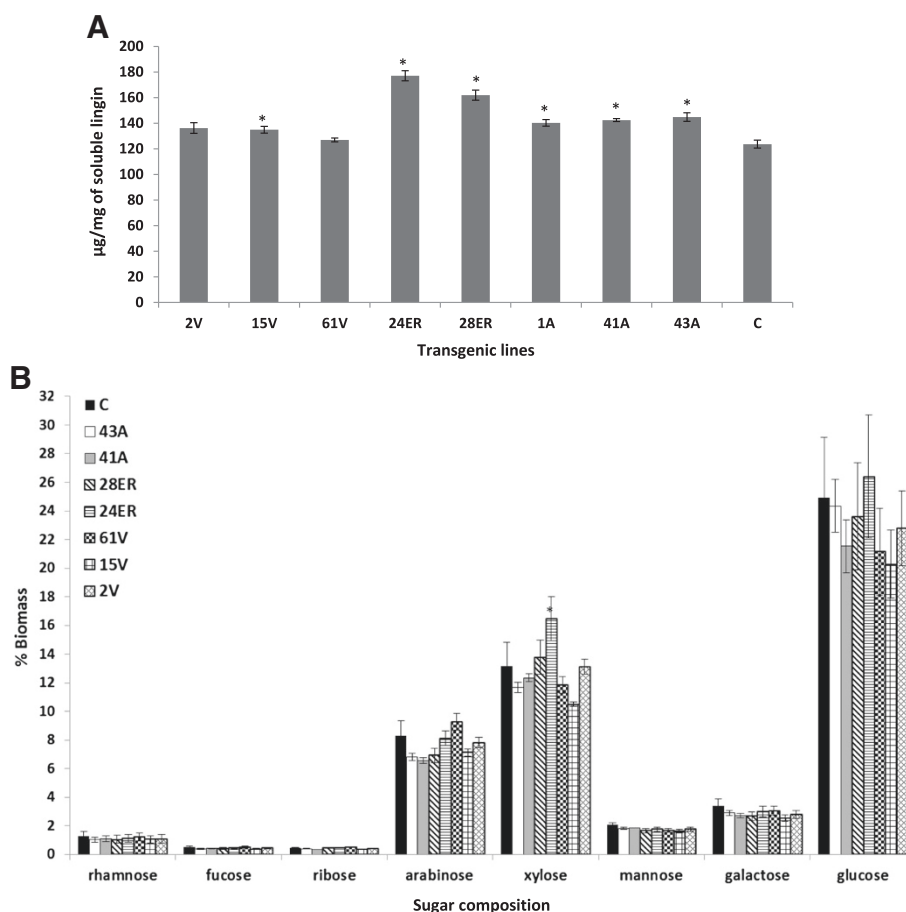 A
µg/mg of soluble lingin
200
180
160
140
120
100
80
60
40
20
0
* * * * * *
2V 15V 61V 24ER 28ER 1A 41A 43A C
Transgenic lines
B
% Biomass
32
30
28
26
24
22
20
18
16
14
12
10
8
6
4
2
0
C
43A
41A
28ER
24ER
61V
15V
2V
*
rhamnose fucose ribose arabinose xylose mannose galactose glucose
Sugar composition